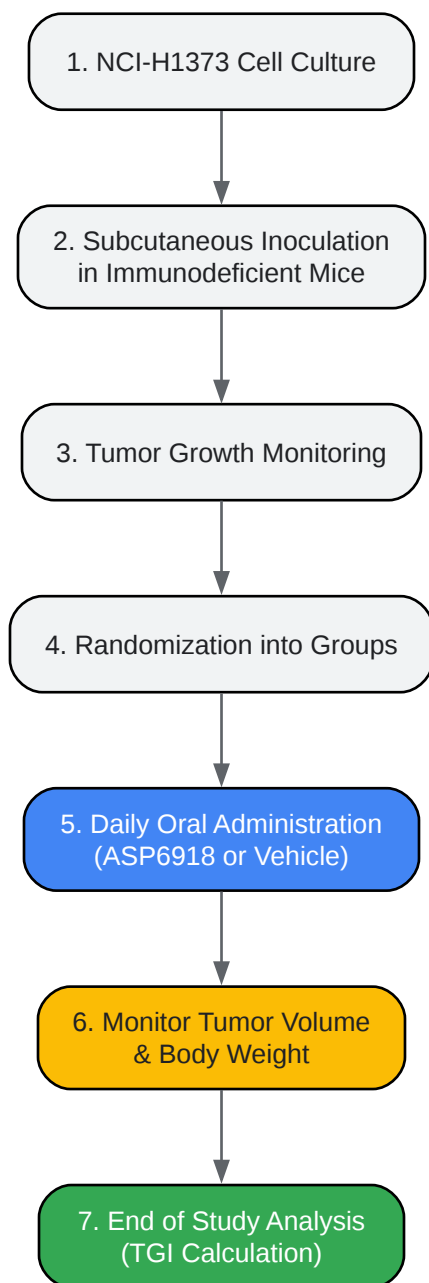 1. NCI-H1373 Cell Culture
2. Subcutaneous Inoculation
in Immunodeficient Mice
3. Tumor Growth Monitoring
4. Randomization into Groups
5. Daily Oral Administration
(ASP6918 or Vehicle)
6. Monitor Tumor Volume
& Body Weight
7. End of Study Analysis
(TGI Calculation)